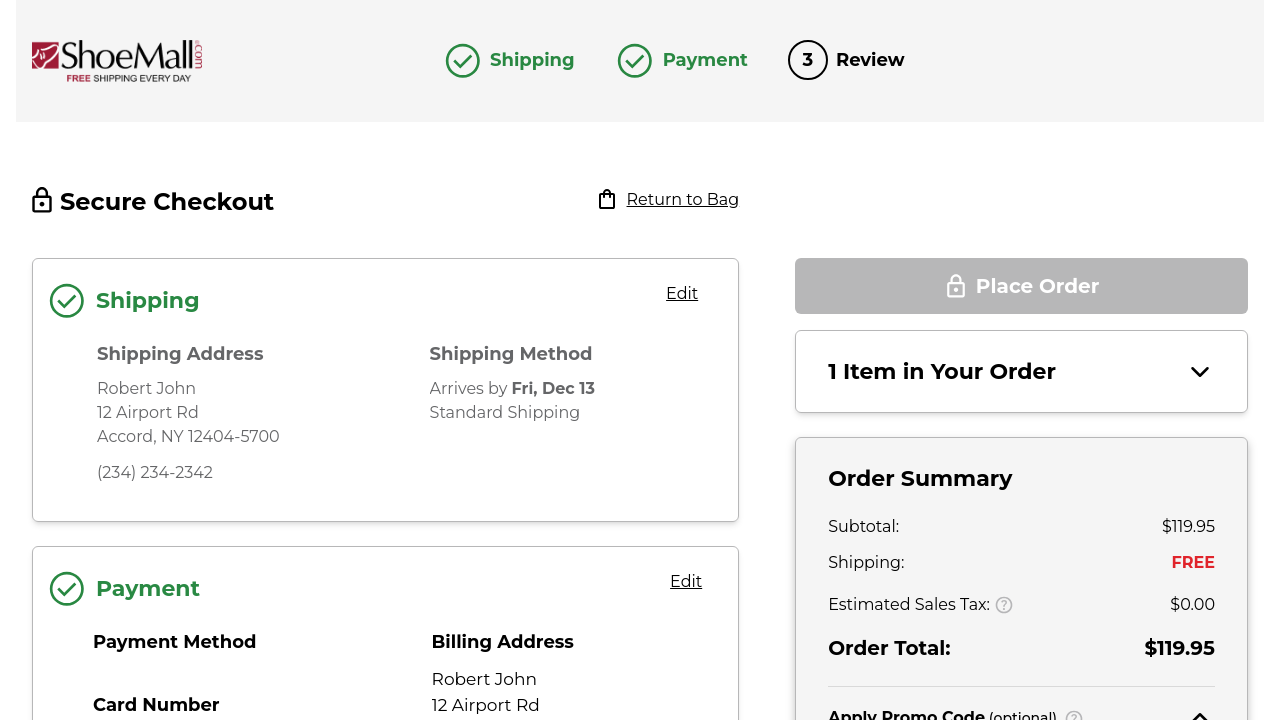 ShoeMall.com
FREE SHIPPING EVERY DAY
Shipping
Payment
3 Review
Secure Checkout
Return to Bag
Shipping
Edit
Shipping Address
Robert John
12 Airport Rd
Accord, NY 12404-5700
(234) 234-2342
Shipping Method
Arrives by Fri, Dec 13
Standard Shipping
Payment
Edit
Payment Method
Card Number
Billing Address
Robert John
12 Airport Rd
Place Order
1 Item in Your Order
Order Summary
Subtotal: $119.95
Shipping: FREE
Estimated Sales Tax: ? $0.00
Order Total: $119.95
Apply Promo Code (optional) ?